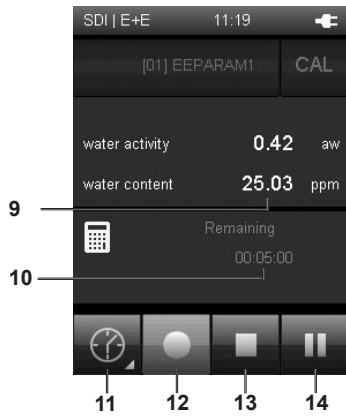 SDI | E+E 11:19
[01] EEPARAM1 CAL
water activity 0.42 aw
water content 25.03 ppm
9
Remaining
10 00:05:00
11 12 13 14